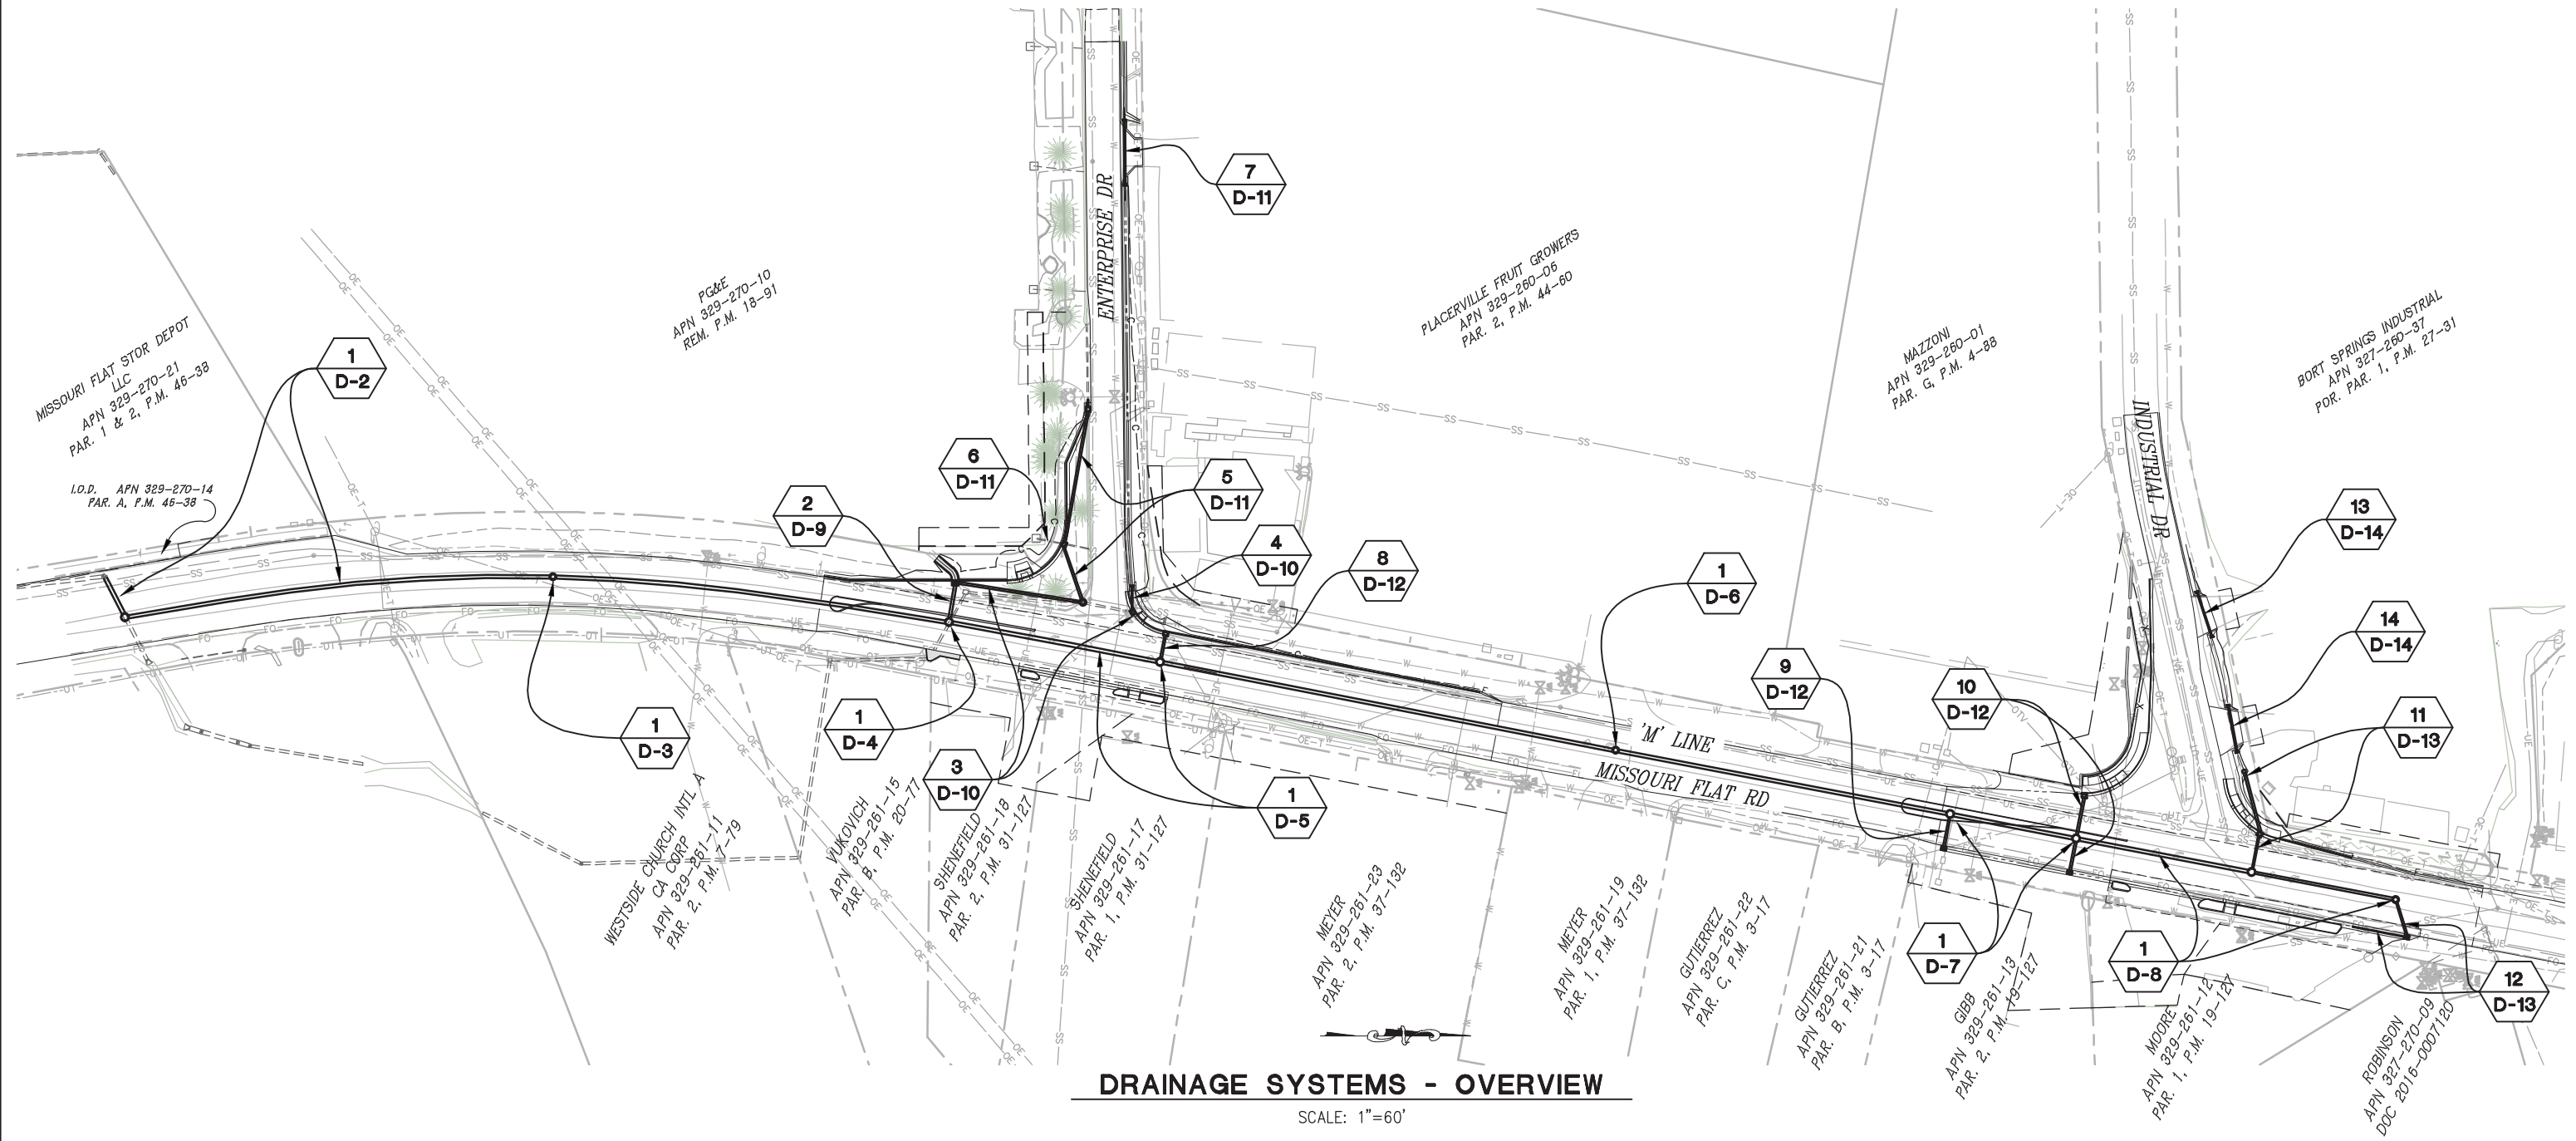 7
D-11
ENTERPRISE DR
PG&E
APN 329-270-10
REM. P.M. 18-91
PLACERVILLE FRUIT GROWERS
APN 329-260-06
PAR. 2, P.M. 44-60
MAZZONI
APN 329-260-01
PAR. G, P.M. 4-88
BORT SPRINGS INDUSTRIAL
APN 327-260-37
POR. PAR. 1, P.M. 27-31
MISSOURI FLAT STOR DEPOT
LLC
APN 329-270-21
PAR. 1 & 2, P.M. 46-38
1
D-2
I.O.D. APN 329-270-14
PAR. A, P.M. 46-38
2
D-9
6
D-11
5
D-11
4
D-10
8
D-12
1
D-6
INDUSTRIAL DR
13
D-14
14
D-14
9
D-12
10
D-12
11
D-13
1
D-3
1
D-4
3
D-10
1
D-5
'M' LINE
MISSOURI FLAT RD
1
D-7
1
D-8
12
D-13
WESTSIDE CHURCH INTL A
CA CORP
APN 329-261-11
PAR. 2, P.M. 7-79
VUKOVICH
APN 329-261-15
PAR. B, P.M. 20-77
SHENEFIELD
APN 329-261-18
PAR. 2, P.M. 31-127
SHENEFIELD
APN 329-261-17
PAR. 1, P.M. 31-127
MEYER
APN 329-261-23
PAR. 2, P.M. 37-132
MEYER
APN 329-261-19
PAR. 1, P.M. 37-132
GUTIERREZ
APN 329-261-22
PAR. C, P.M. 3-17
GUTIERREZ
APN 329-261-21
PAR. B, P.M. 3-17
GIBB
APN 329-261-13
PAR. 2, P.M. 19-127
MOORE
APN 329-261-12
PAR. 1, P.M. 19-127
ROBINSON
APN 327-270-09
DOC 2016-0007120
DRAINAGE SYSTEMS - OVERVIEW
SCALE: 1"=60'